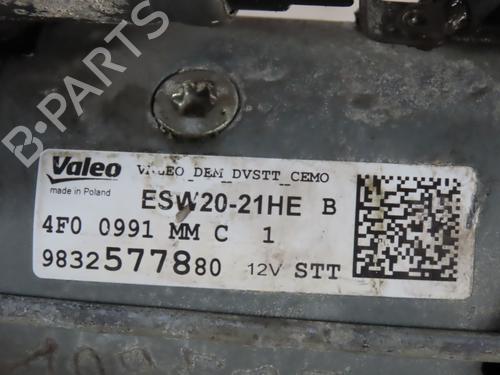 B-PARTS
Valeo
VALEO_DEM_DVSTT_CEMO
made in Poland
ESW20-21HE B
4F0 0991 MM C 1
9832577880 12V STT